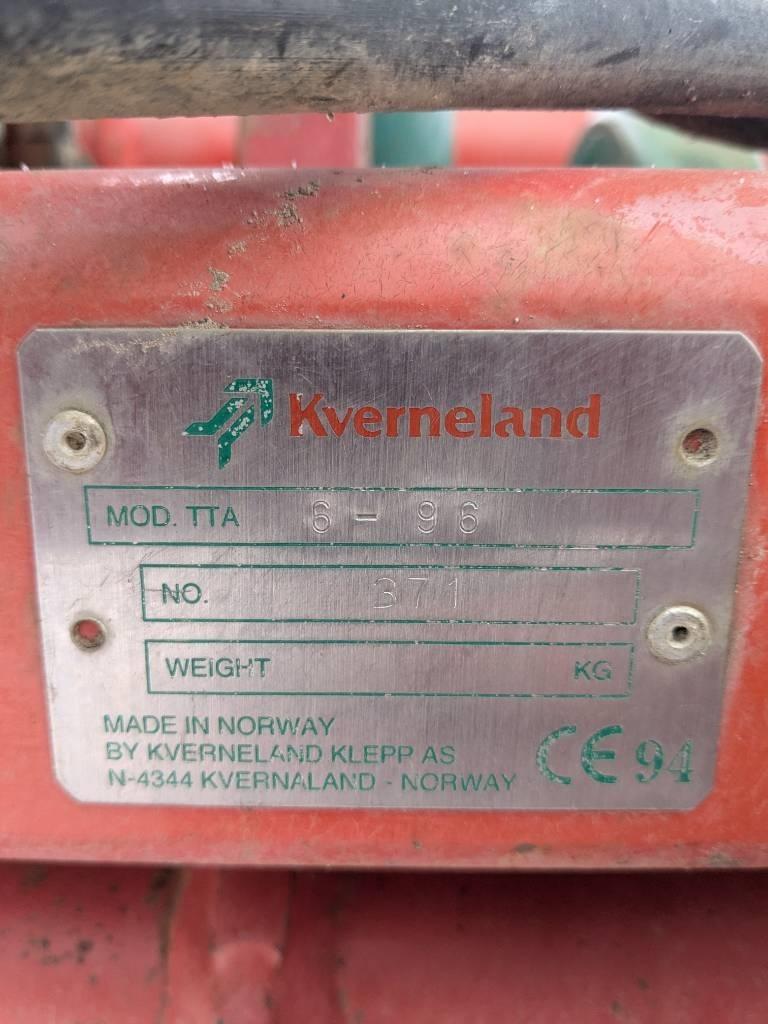 Kverneland
MOD. TTA 6 - 96
NO. 371
WEIGHT KG
MADE IN NORWAY
BY KVERNELAND KLEPP AS
N-4344 KVERNALAND - NORWAY
CE 94